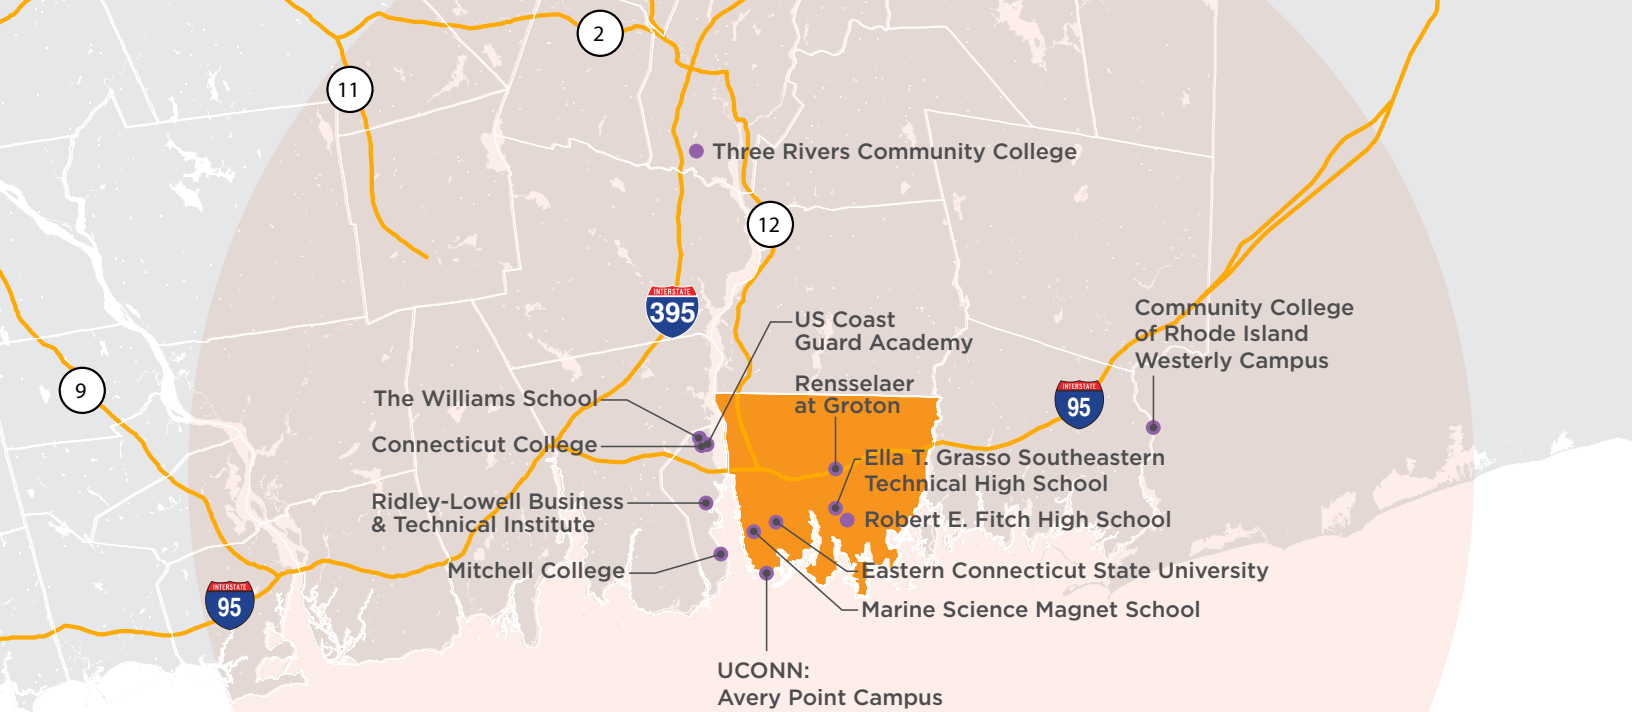 2
11
Three Rivers Community College
12
INTERSTATE
395
US Coast
Guard Academy
Community College
of Rhode Island
Westerly Campus
Rensselaer
at Groton
9
The Williams School
INTERSTATE
95
Connecticut College
Ella T. Grasso Southeastern
Technical High School
Ridley-Lowell Business
& Technical Institute
Robert E. Fitch High School
Mitchell College
Eastern Connecticut State University
INTERSTATE
95
Marine Science Magnet School
UCONN:
Avery Point Campus